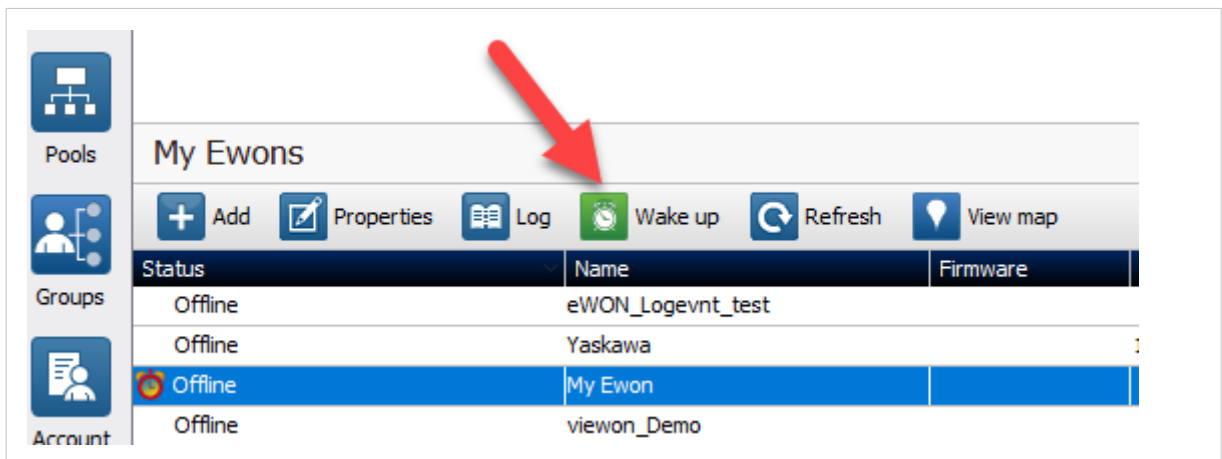 Pools
My Ewons
Add Properties Log Wake up Refresh View map
Status Name Firmware
Groups
Offline eWON_Logevnt_test
Offline Yaskawa
Offline My Ewon
Offline viewon_Demo
Account